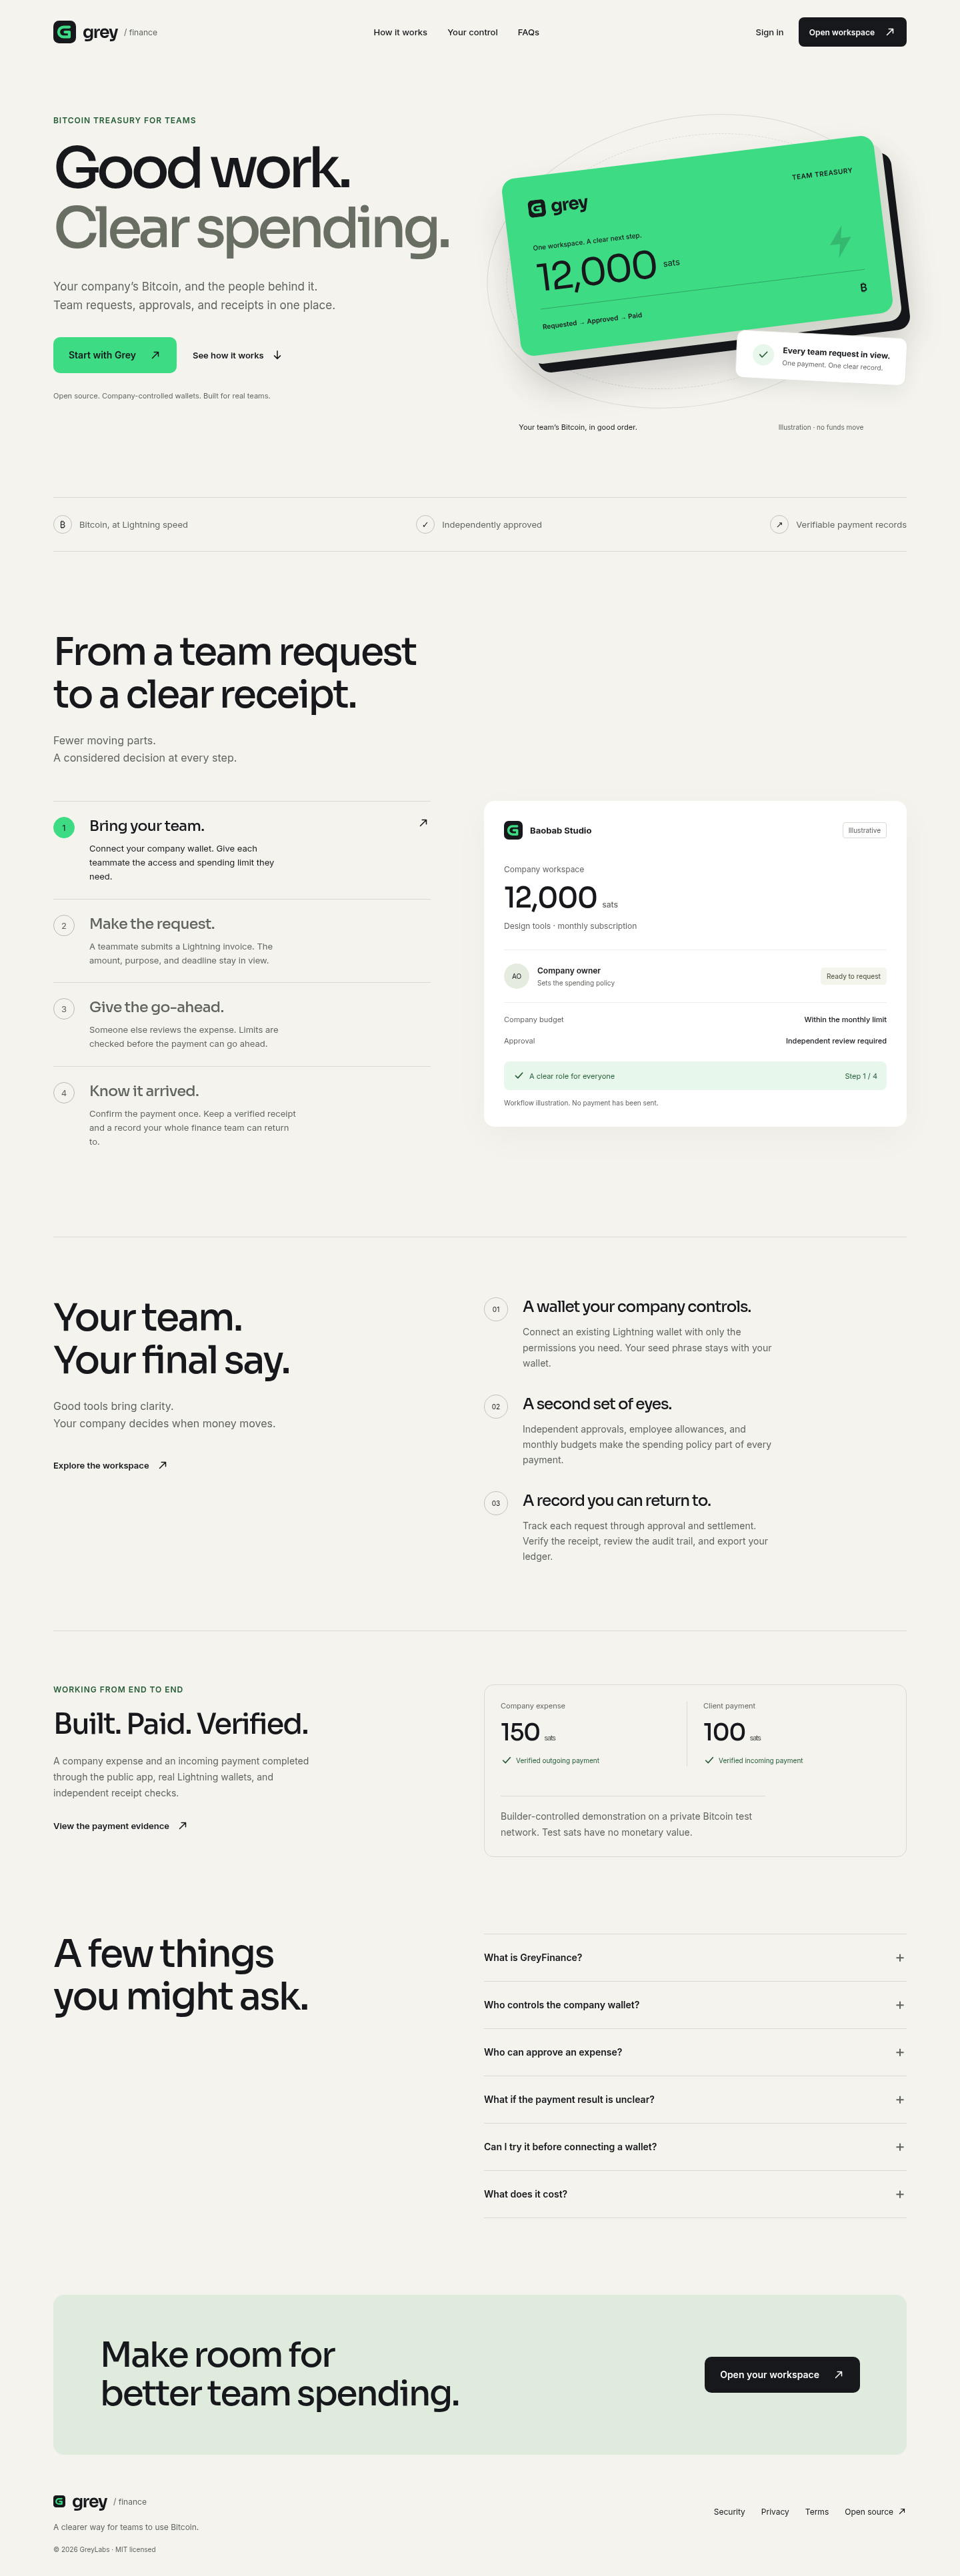 grey / finance
How it works
Your control
FAQs
Sign in
Open workspace
BITCOIN TREASURY FOR TEAMS
Good work.
Clear spending.
Your company's Bitcoin, and the people behind it.
Team requests, approvals, and receipts in one place.
Start with Grey
See how it works
Open source. Company-controlled wallets. Built for real teams.
grey
TEAM TREASURY
One workspace. A clear next step.
12,000 sats
₿
Requested → Approved → Paid
Every team request in view.
One payment. One clear record.
Your team's Bitcoin, in good order.
Illustration · no funds move
₿ Bitcoin, at Lightning speed
✓ Independently approved
↗ Verifiable payment records
From a team request
to a clear receipt.
Fewer moving parts.
A considered decision at every step.
1 Bring your team.
Connect your company wallet. Give each
teammate the access and spending limit they
need.
2 Make the request.
A teammate submits a Lightning invoice. The
amount, purpose, and deadline stay in view.
3 Give the go-ahead.
Someone else reviews the expense. Limits are
checked before the payment can go ahead.
4 Know it arrived.
Confirm the payment once. Keep a verified receipt
and a record your whole finance team can return
to.
Baobab Studio
Illustrative
Company workspace
12,000 sats
Design tools · monthly subscription
AO
Company owner
Sets the spending policy
Ready to request
Company budget
Within the monthly limit
Approval
Independent review required
A clear role for everyone
Step 1 / 4
Workflow illustration. No payment has been sent.
Your team.
Your final say.
Good tools bring clarity.
Your company decides when money moves.
Explore the workspace
01 A wallet your company controls.
Connect an existing Lightning wallet with only the
permissions you need. Your seed phrase stays with your
wallet.
02 A second set of eyes.
Independent approvals, employee allowances, and
monthly budgets make the spending policy part of every
payment.
03 A record you can return to.
Track each request through approval and settlement.
Verify the receipt, review the audit trail, and export your
ledger.
WORKING FROM END TO END
Built. Paid. Verified.
A company expense and an incoming payment completed
through the public app, real Lightning wallets, and
independent receipt checks.
View the payment evidence
Company expense
150 sats
Verified outgoing payment
Client payment
100 sats
Verified incoming payment
Builder-controlled demonstration on a private Bitcoin test
network. Test sats have no monetary value.
A few things
you might ask.
What is GreyFinance?
Who controls the company wallet?
Who can approve an expense?
What if the payment result is unclear?
Can I try it before connecting a wallet?
What does it cost?
Make room for
better team spending.
Open your workspace
grey / finance
A clearer way for teams to use Bitcoin.
© 2026 GreyLabs · MIT licensed
Security
Privacy
Terms
Open source